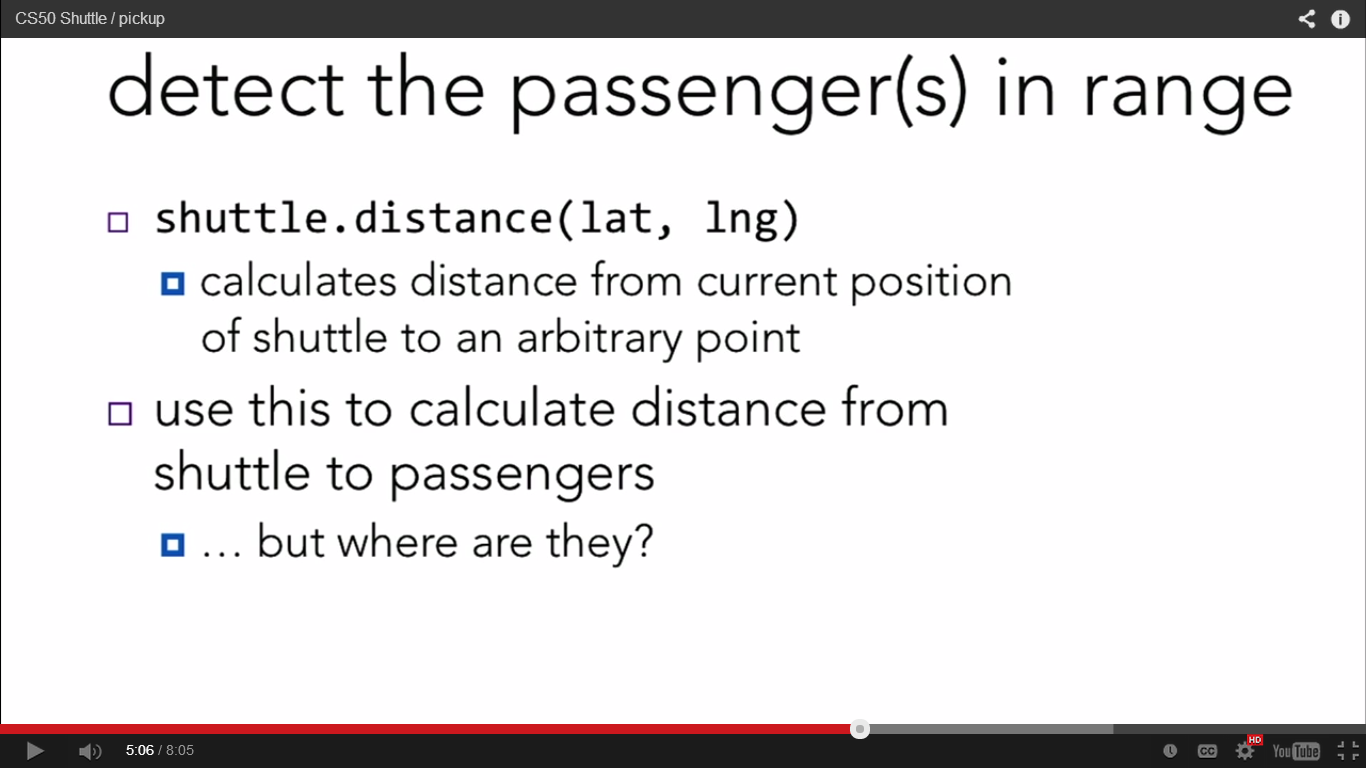 CS50 Shuttle / pickup
detect the passenger(s) in range
shuttle.distance(lat, lng)
calculates distance from current position
of shuttle to an arbitrary point
use this to calculate distance from
shuttle to passengers
... but where are they?
5:06 / 8:05
CC
HD
YouTube